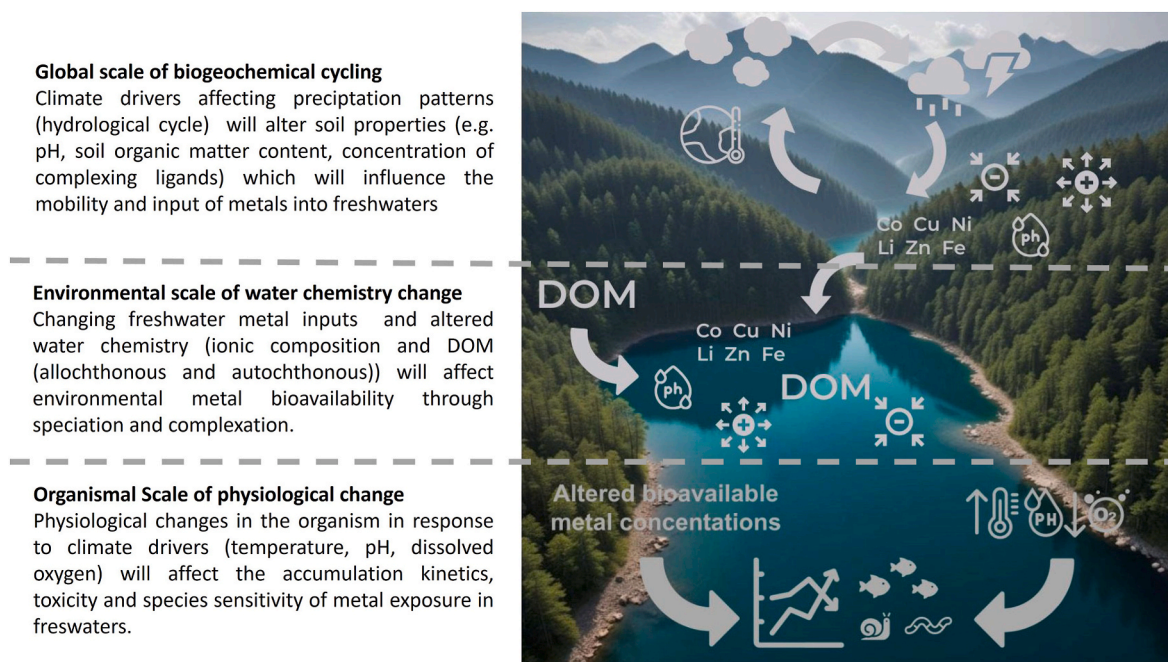 Global scale of biogeochemical cycling
Climate drivers affecting preciptation patterns
(hydrological cycle) will alter soil properties (e.g.
pH, soil organic matter content, concentration of
complexing ligands) which will influence the
mobility and input of metals into freshwaters
Co Cu Ni
Li Zn Fe
ph
Environmental scale of water chemistry change
Changing freshwater metal inputs and altered
water chemistry (ionic composition and DOM
(allochthonous and autochthonous)) will affect
environmental metal bioavailability through
speciation and complexation.
DOM
Co Cu Ni
Li Zn Fe
ph
DOM
Organismal Scale of physiological change
Physiological changes in the organism in response
to climate drivers (temperature, pH, dissolved
oxygen) will affect the accumulation kinetics,
toxicity and species sensitivity of metal exposure in
freswaters.
Altered bioavailable
metal concentrations
PH
O2